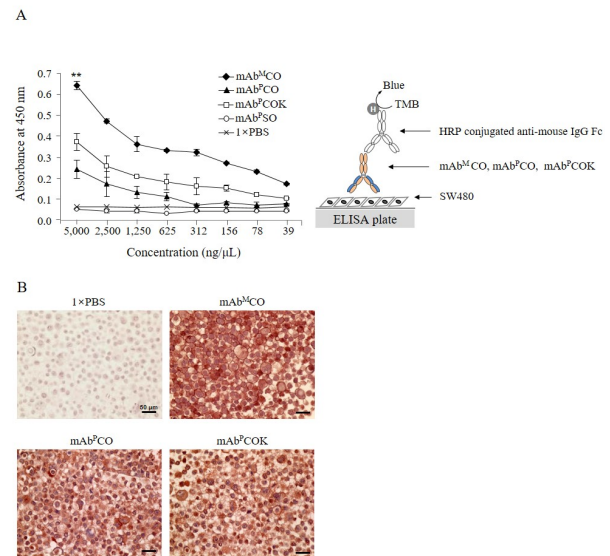 A
Absorbance at 450 nm
0.7
0.6
0.5
0.4
0.3
0.2
0.1
0.0
**
mAbᴹCO
mAbᴾCO
mAbᴾCOK
mAbᴾSO
1×PBS
5,000 2,500 1,250 625 312 156 78 39
Concentration (ng/μL)
Blue
H
TMB
HRP conjugated anti-mouse IgG Fc
mAbᴹCO, mAbᴾCO, mAbᴾCOK
SW480
ELISA plate
B
1×PBS
mAbᴹCO
50 μm
mAbᴾCO
mAbᴾCOK